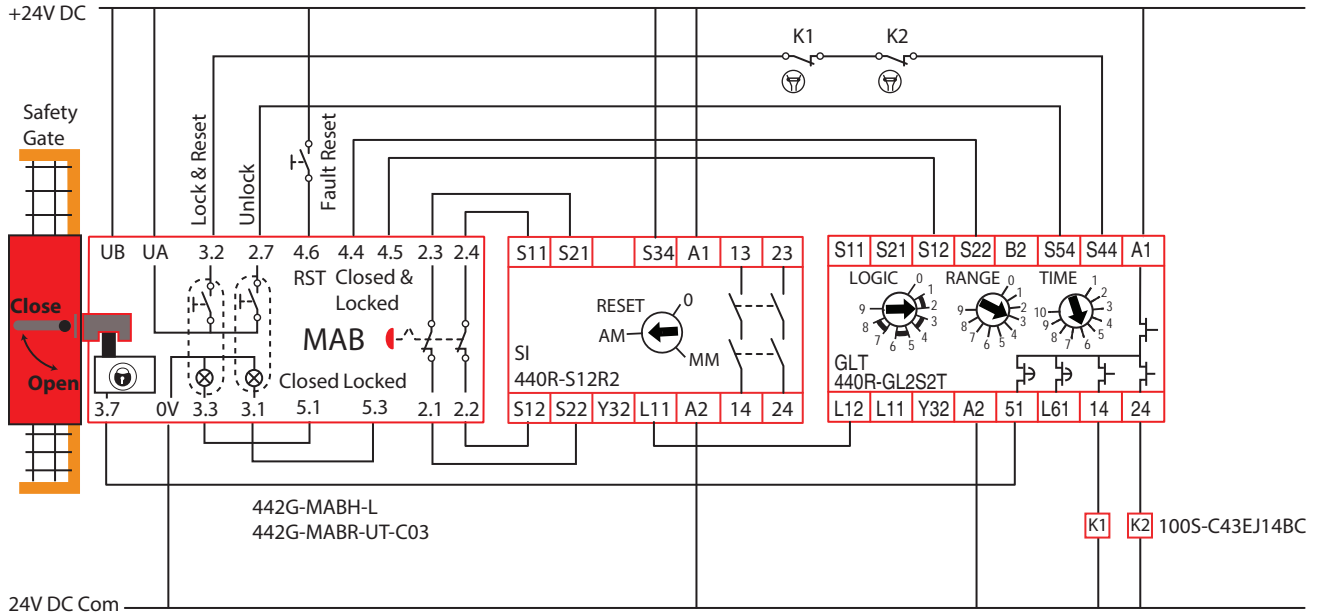 +24V DC
K1 K2
Safety
Gate
Lock & Reset
Unlock
Fault Reset
Close
Open
UB UA 3.2 2.7 4.6 4.4 4.5 2.3 2.4
RST Closed &
Locked
MAB
Closed Locked
3.7 0V 3.3 3.1 5.1 5.3 2.1 2.2
S11 S21 S34 A1 13 23
RESET
0
AM
MM
SI
440R-S12R2
S12 S22 Y32 L11 A2 14 24
S11 S21 S12 S22 B2 S54 S44 A1
LOGIC RANGE TIME
0 1 2 3 4 5 6 7 8 9
0 1 2 3 4 5 6 7 8 9
1 2 3 4 5 6 7 8 9 10
GLT
440R-GL2S2T
L12 L11 Y32 A2 51 L61 14 24
442G-MABH-L
442G-MABR-UT-C03
K1 K2 100S-C43EJ14BC
24V DC Com